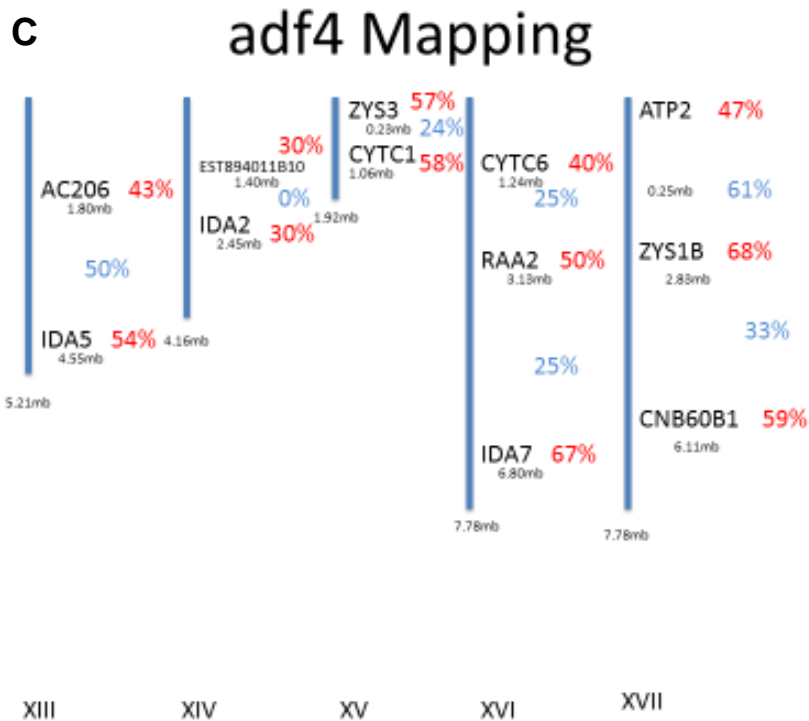 C
adf4 Mapping
AC206 43%
1.80mb
50%
IDA5 54%
4.55mb
5.21mb
30%
EST894011B10
1.40mb
0%
IDA2 30%
2.45mb
4.16mb
ZYS3 57%
0.23mb 24%
CYTC1 58%
1.06mb
1.92mb
CYTC6 40%
1.24mb
25%
RAA2 50%
3.13mb
25%
IDA7 67%
6.80mb
7.78mb
ATP2 47%
0.25mb 61%
ZYS1B 68%
2.83mb
33%
CNB60B1 59%
6.11mb
7.78mb
XIII XIV XV XVI XVII